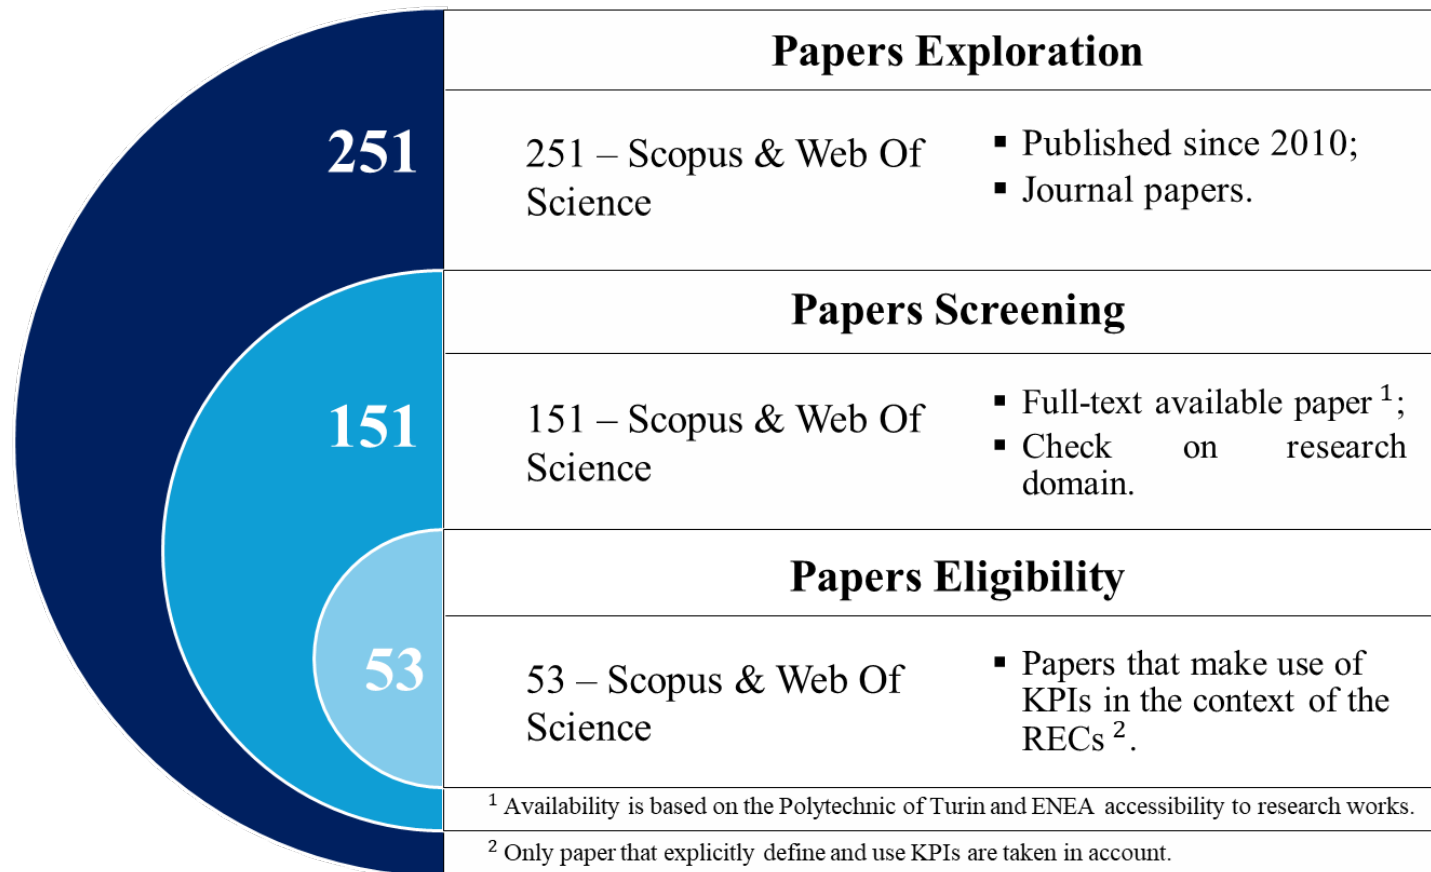 Papers Exploration
251
251 – Scopus & Web Of
Science
▪ Published since 2010;
▪ Journal papers.
Papers Screening
151
151 – Scopus & Web Of
Science
▪ Full-text available paper ¹;
▪ Check on research
domain.
Papers Eligibility
53
53 – Scopus & Web Of
Science
▪ Papers that make use of
KPIs in the context of the
RECs ².
¹ Availability is based on the Polytechnic of Turin and ENEA accessibility to research works.
² Only paper that explicitly define and use KPIs are taken in account.